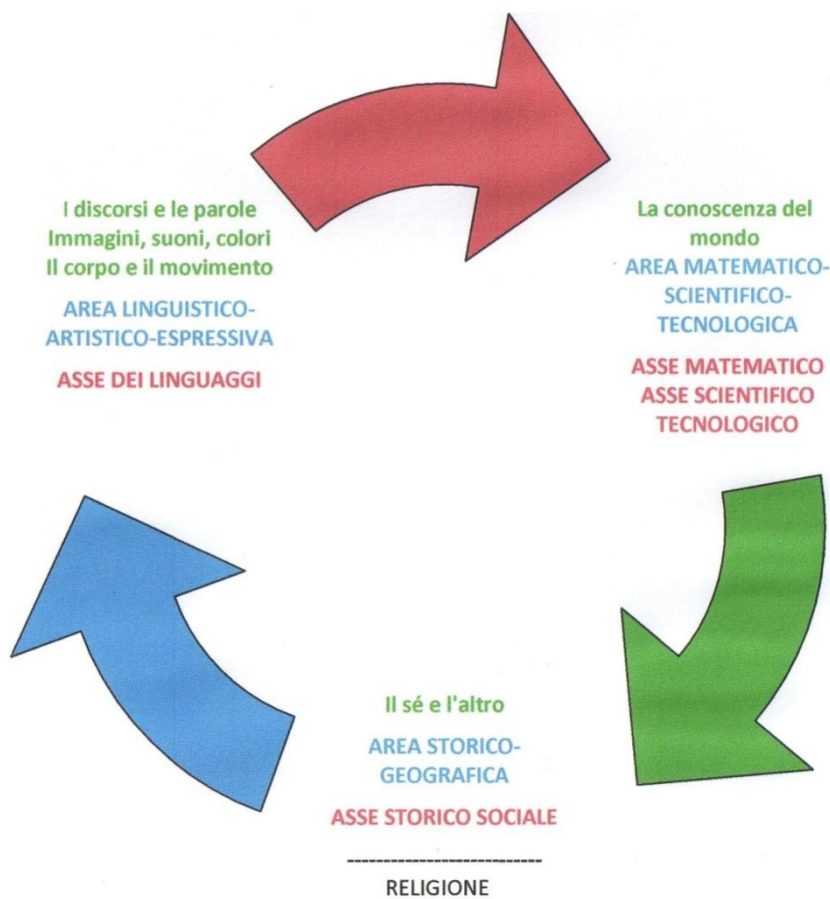 I discorsi e le parole
Immagini, suoni, colori
Il corpo e il movimento
AREA LINGUISTICO-
ARTISTICO-ESPRESSIVA
ASSE DEI LINGUAGGI
La conoscenza del
mondo
AREA MATEMATICO-
SCIENTIFICO-
TECNOLOGICA
ASSE MATEMATICO
ASSE SCIENTIFICO
TECNOLOGICO
Il sé e l'altro
AREA STORICO-
GEOGRAFICA
ASSE STORICO SOCIALE
---------------------------
RELIGIONE